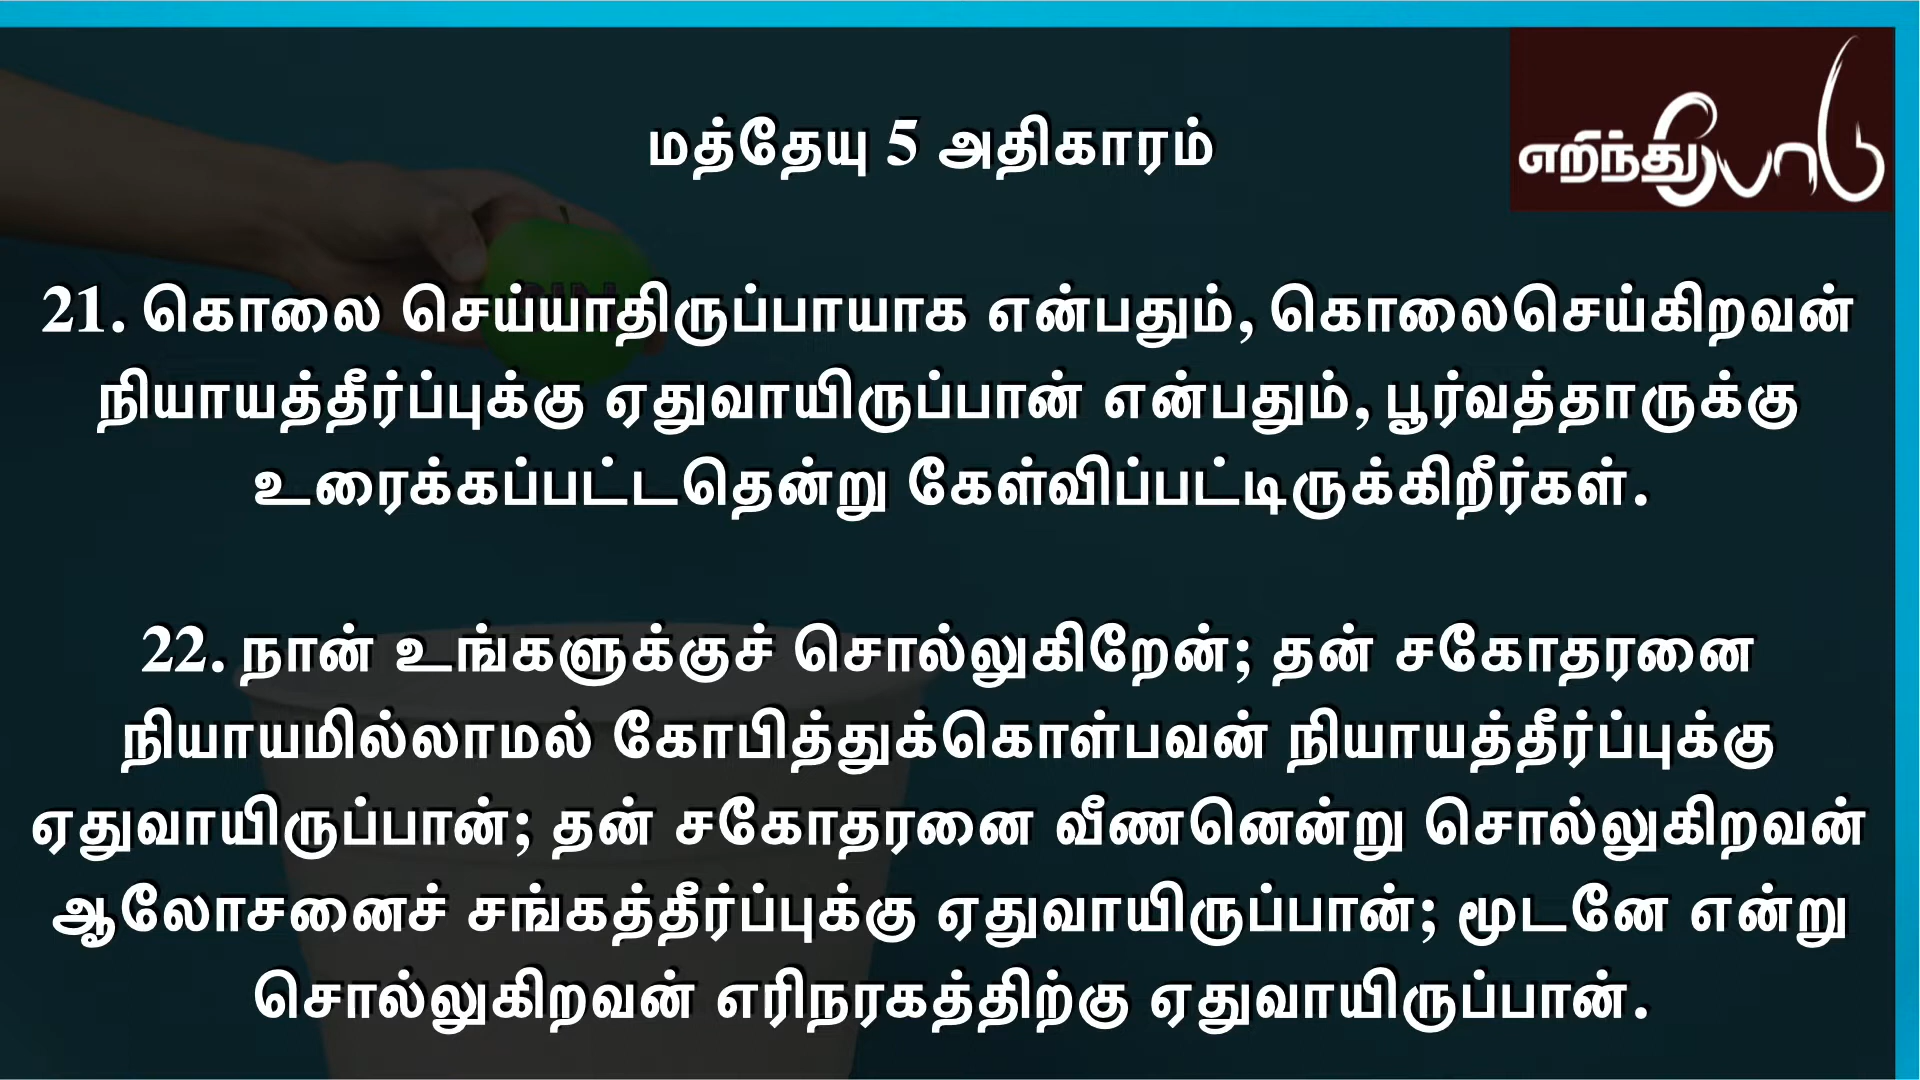 மத்தேயு 5 அதிகாரம்
எறிந்து போடு
21. கொலை செய்யாதிருப்பாயாக என்பதும், கொலைசெய்கிறவன்
நியாயத்தீர்ப்புக்கு ஏதுவாயிருப்பான் என்பதும், பூர்வத்தாருக்கு
உரைக்கப்பட்டதென்று கேள்விப்பட்டிருக்கிறீர்கள்.
22. நான் உங்களுக்குச் சொல்லுகிறேன்; தன் சகோதரனை
நியாயமில்லாமல் கோபித்துக்கொள்பவன் நியாயத்தீர்ப்புக்கு
ஏதுவாயிருப்பான்; தன் சகோதரனை வீணனென்று சொல்லுகிறவன்
ஆலோசனைச் சங்கத்தீர்ப்புக்கு ஏதுவாயிருப்பான்; மூடனே என்று
சொல்லுகிறவன் எரிநரகத்திற்கு ஏதுவாயிருப்பான்.